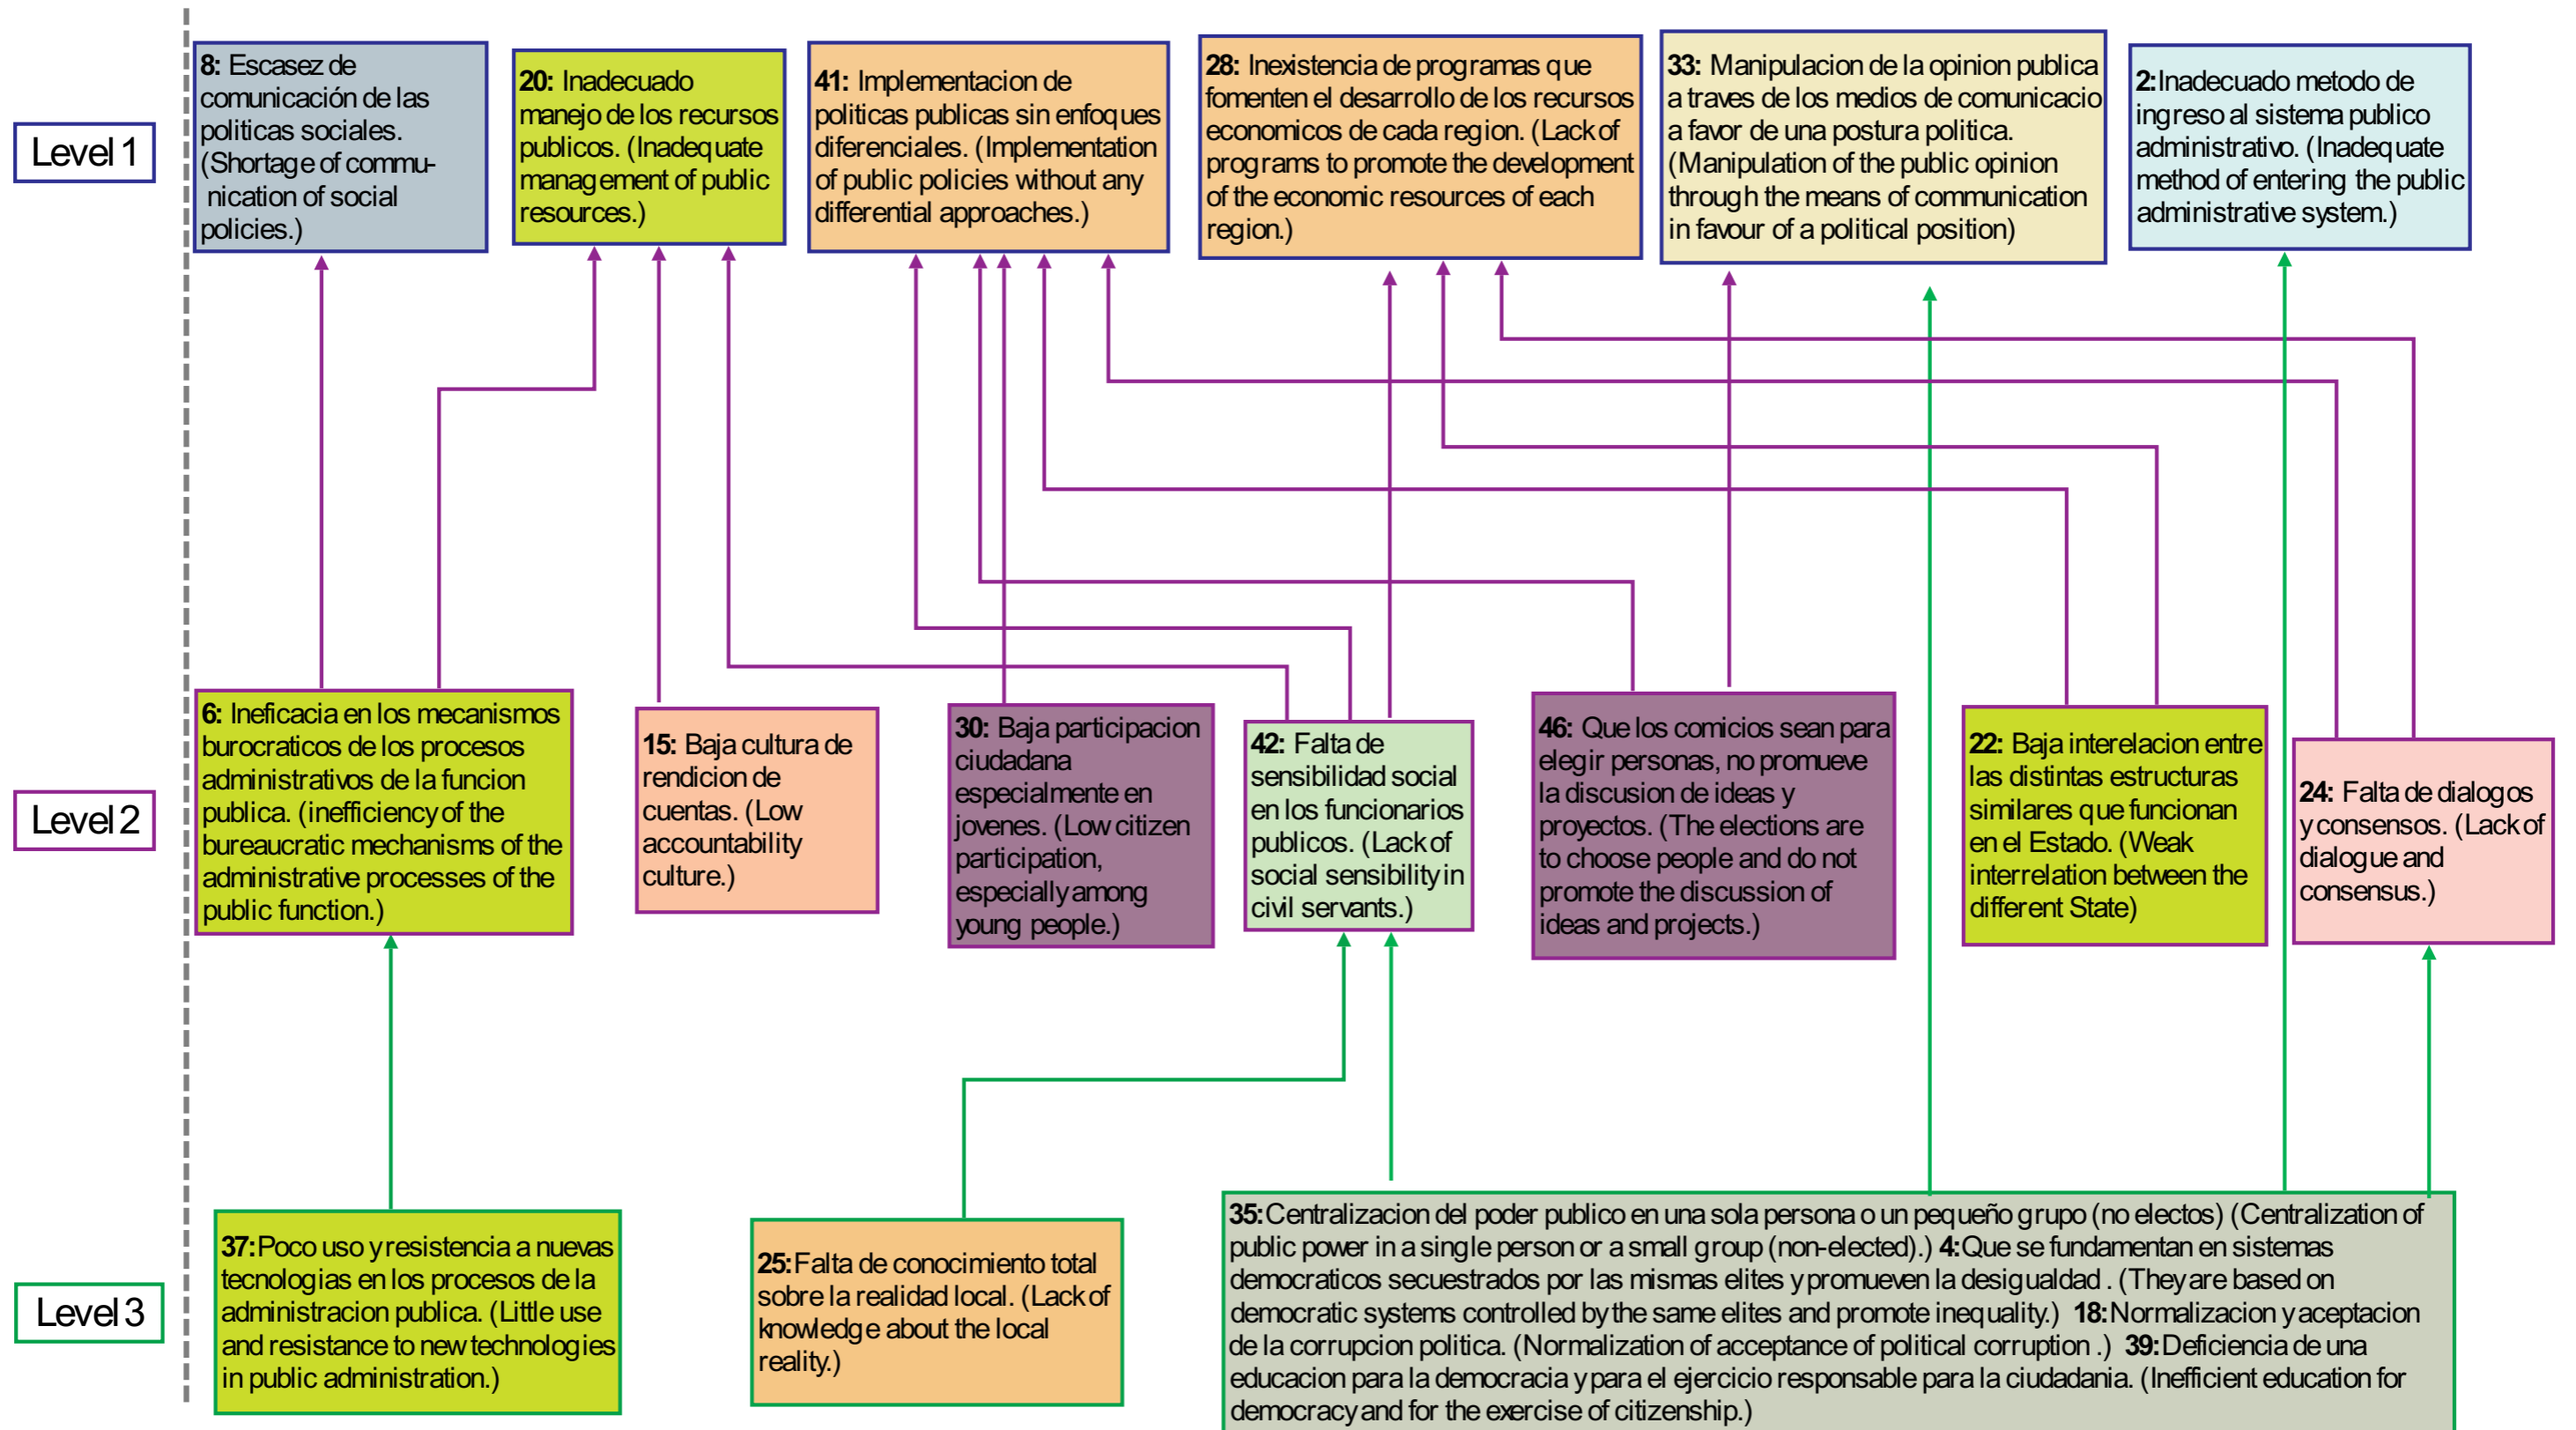 Level 1
8: Escasez de
comunicación de las
politicas sociales.
(Shortage of commu-
nication of social
policies.)
20: Inadecuado
manejo de los recursos
publicos. (Inadequate
management of public
resources.)
41: Implementacion de
politicas publicas sin enfoques
diferenciales. (Implementation
of public policies without any
differential approaches.)
28: Inexistencia de programas que
fomenten el desarrollo de los recursos
economicos de cada region. (Lack of
programs to promote the development
of the economic resources of each
region.)
33: Manipulacion de la opinion publica
a traves de los medios de comunicacio
a favor de una postura politica.
(Manipulation of the public opinion
through the means of communication
in favour of a political position)
2:Inadecuado metodo de
ingreso al sistema publico
administrativo. (Inadequate
method of entering the public
administrative system.)
Level 2
6: Ineficacia en los mecanismos
burocraticos de los procesos
administrativos de la funcion
publica. (inefficiency of the
bureaucratic mechanisms of the
administrative processes of the
public function.)
15: Baja cultura de
rendicion de
cuentas. (Low
accountability
culture.)
30: Baja participacion
ciudadana
especialmente en
jovenes. (Low citizen
participation,
especially among
young people.)
42: Falta de
sensibilidad social
en los funcionarios
publicos. (Lack of
social sensibility in
civil servants.)
46: Que los comicios sean para
elegir personas, no promueve
la discusion de ideas y
proyectos. (The elections are
to choose people and do not
promote the discussion of
ideas and projects.)
22: Baja interelacion entre
las distintas estructuras
similares que funcionan
en el Estado. (Weak
interrelation between the
different State)
24: Falta de dialogos
y consensos. (Lack of
dialogue and
consensus.)
Level 3
37:Poco uso y resistencia a nuevas
tecnologias en los procesos de la
administracion publica. (Little use
and resistance to new technologies
in public administration.)
25:Falta de conocimiento total
sobre la realidad local. (Lack of
knowledge about the local
reality.)
35:Centralizacion del poder publico en una sola persona o un pequeño grupo (no electos) (Centralization of
public power in a single person or a small group (non-elected).) 4:Que se fundamentan en sistemas
democraticos secuestrados por las mismas elites y promueven la desigualdad . (They are based on
democratic systems controlled by the same elites and promote inequality.) 18:Normalizacion y aceptacion
de la corrupcion politica. (Normalization of acceptance of political corruption .) 39:Deficiencia de una
educacion para la democracia y para el ejercicio responsable para la ciudadania. (Inefficient education for
democracy and for the exercise of citizenship.)